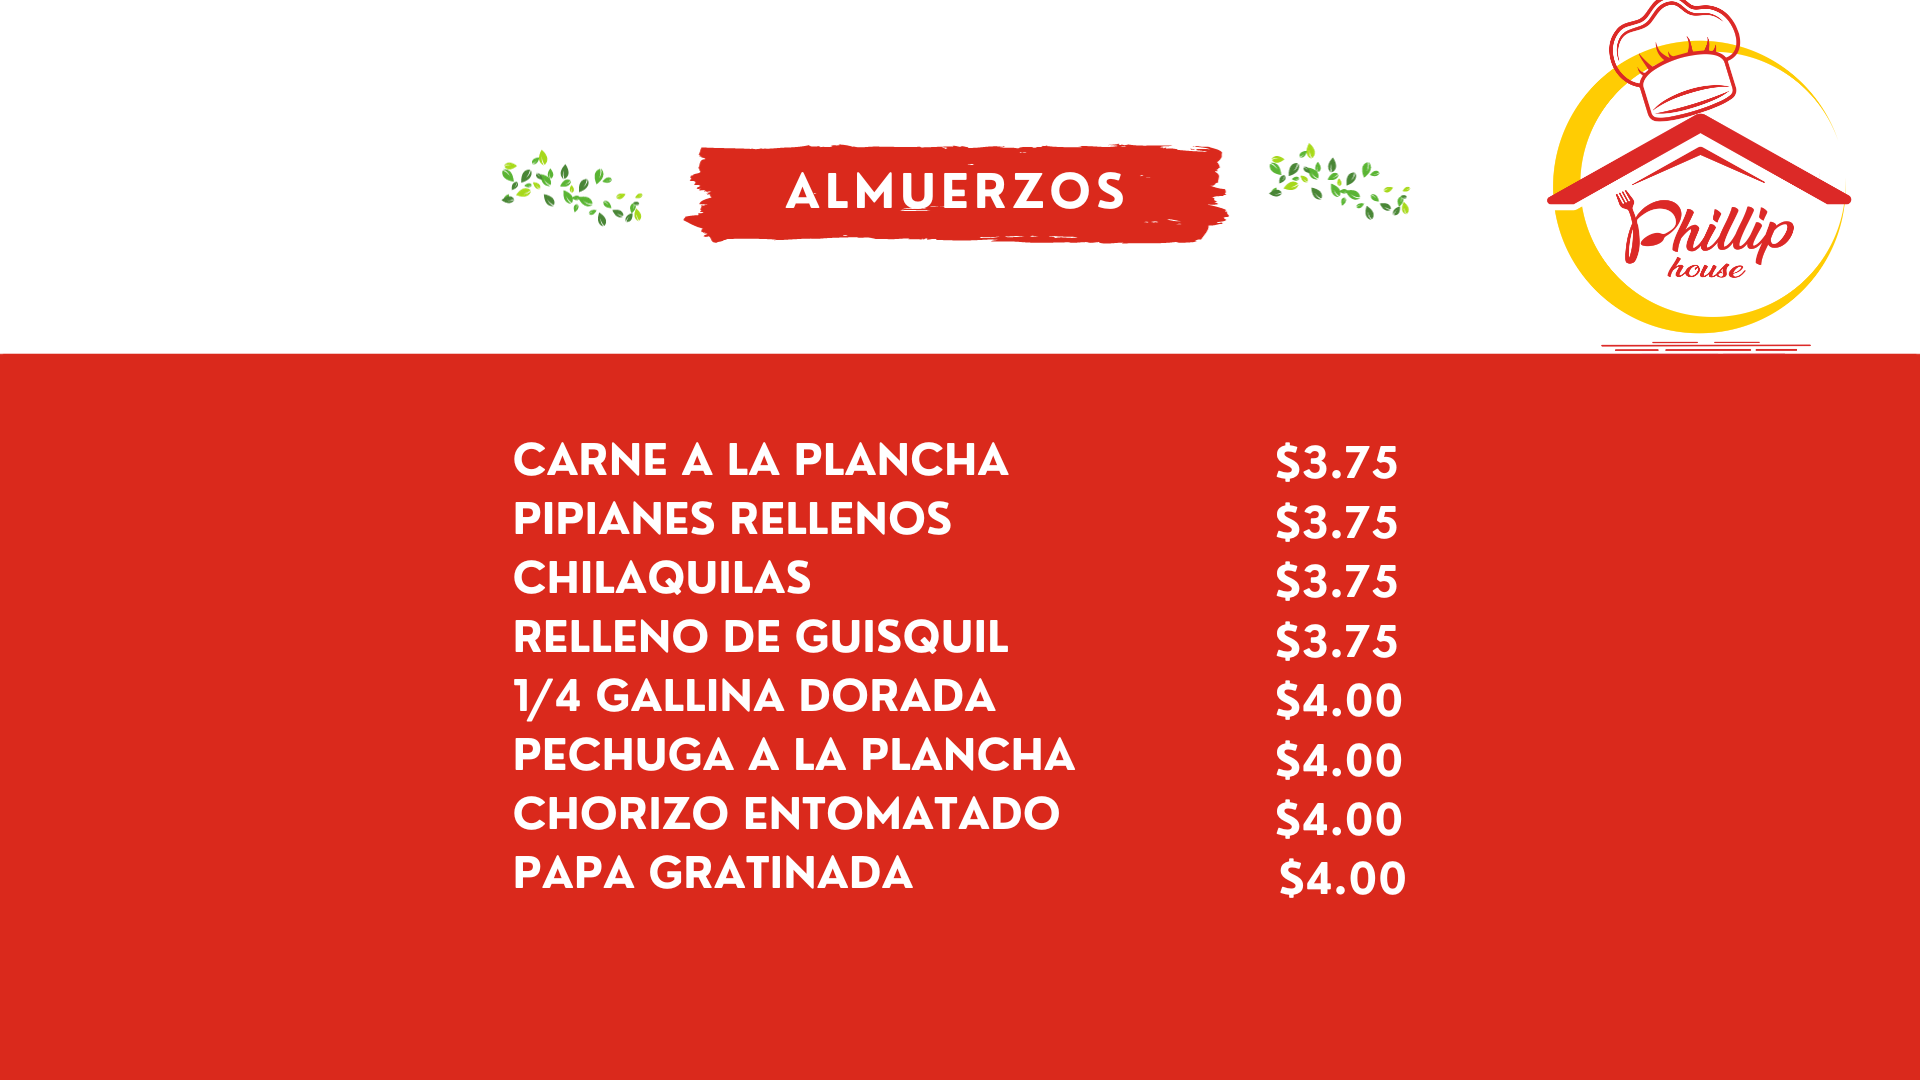 ALMUERZOS
Phillip
house
CARNE A LA PLANCHA $3.75
PIPIANES RELLENOS $3.75
CHILAQUILAS $3.75
RELLENO DE GUISQUIL $3.75
1/4 GALLINA DORADA $4.00
PECHUGA A LA PLANCHA $4.00
CHORIZO ENTOMATADO $4.00
PAPA GRATINADA $4.00